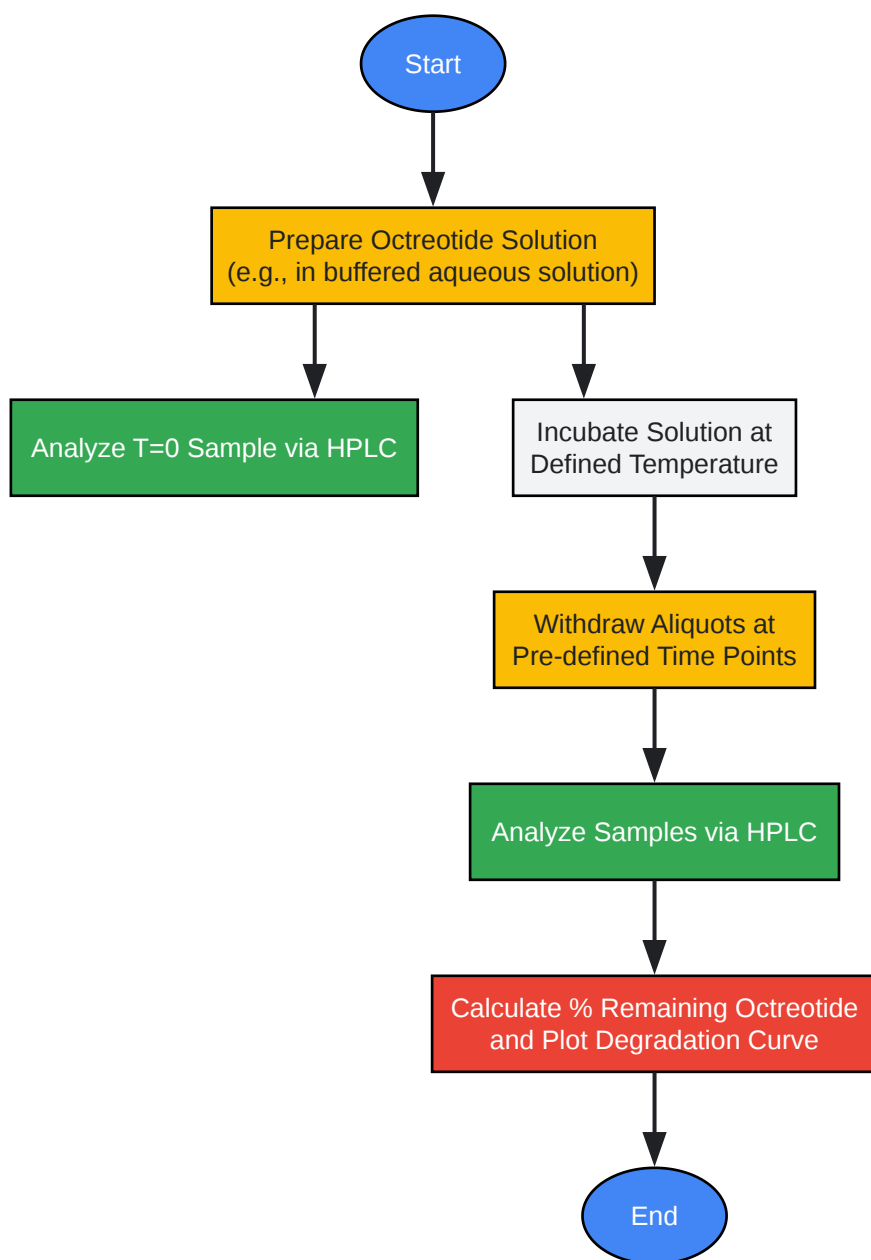 Start
Prepare Octreotide Solution
(e.g., in buffered aqueous solution)
Analyze T=0 Sample via HPLC
Incubate Solution at
Defined Temperature
Withdraw Aliquots at
Pre-defined Time Points
Analyze Samples via HPLC
Calculate % Remaining Octreotide
and Plot Degradation Curve
End